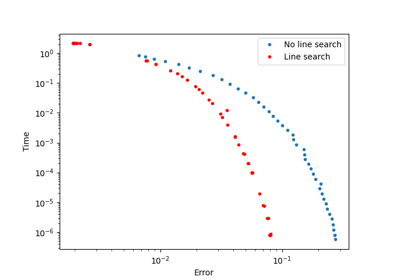 No line search
Line search
Time
10⁰
10⁻¹
10⁻²
10⁻³
10⁻⁴
10⁻⁵
10⁻⁶
10⁻²
10⁻¹
Error